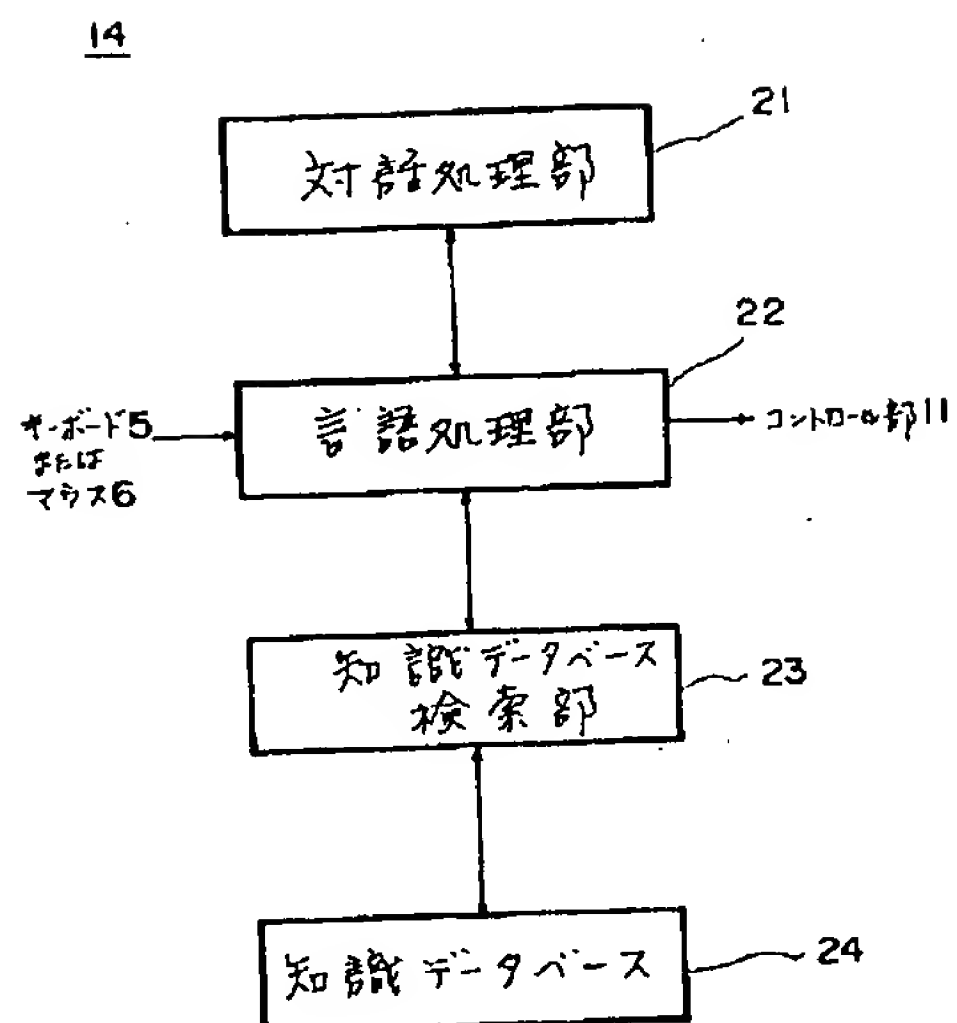 14
21
対話処理部
22
キーボード5
または
マウス6
言語処理部
コントロール部11
知識データベース
検索部
23
24
知識データベース